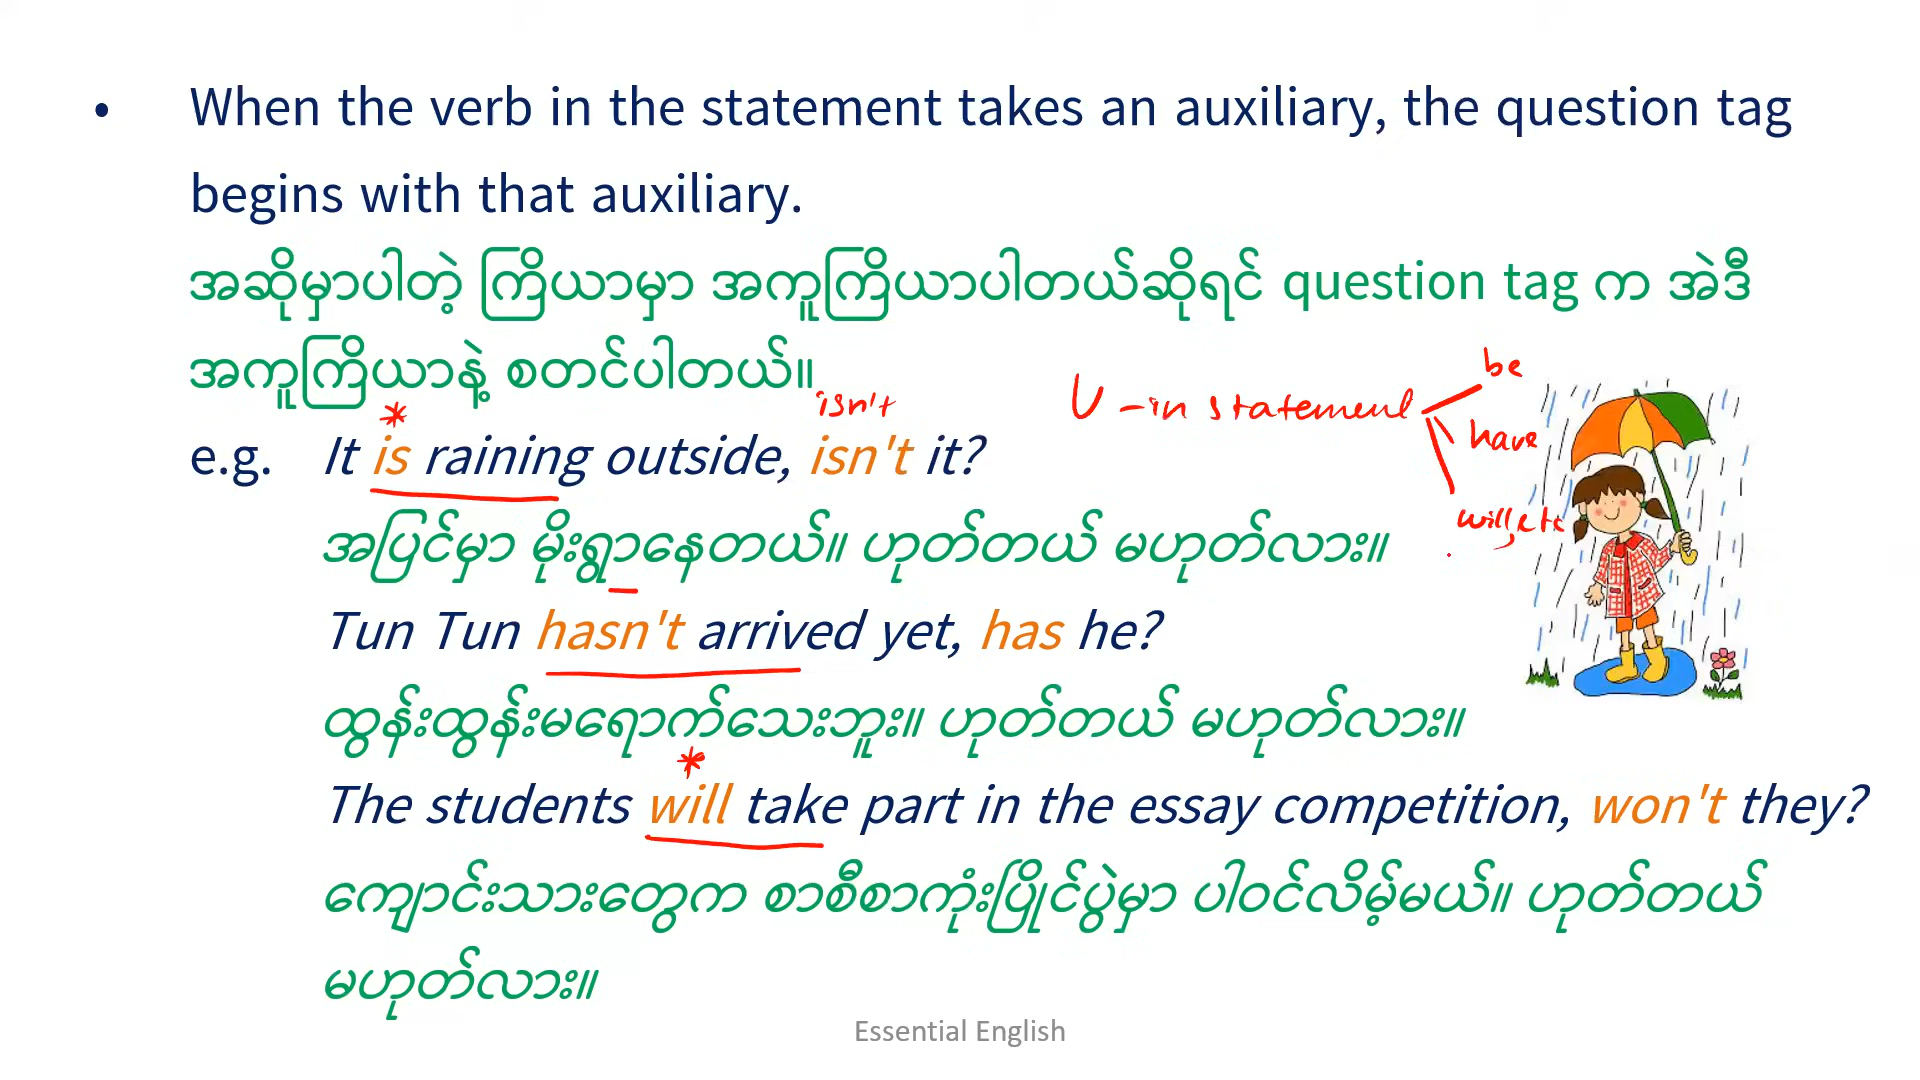 • When the verb in the statement takes an auxiliary, the question tag
begins with that auxiliary.
အဆိုမှာပါတဲ့ ကြိယာမှာ အကူကြိယာပါတယ်ဆိုရင် question tag က အဲဒီ
အကူကြိယာနဲ့ စတင်ပါတယ်။
be
isn't
V - in statement
* have
e.g. It is raining outside, isn't it?
will, etc
အပြင်မှာ မိုးရွာနေတယ်။ ဟုတ်တယ် မဟုတ်လား။
Tun Tun hasn't arrived yet, has he?
ထွန်းထွန်းမရောက်သေးဘူး။ ဟုတ်တယ် မဟုတ်လား။
*
The students will take part in the essay competition, won't they?
ကျောင်းသားတွေက စာစီစာကုံးပြိုင်ပွဲမှာ ပါဝင်လိမ့်မယ်။ ဟုတ်တယ်
မဟုတ်လား။
Essential English